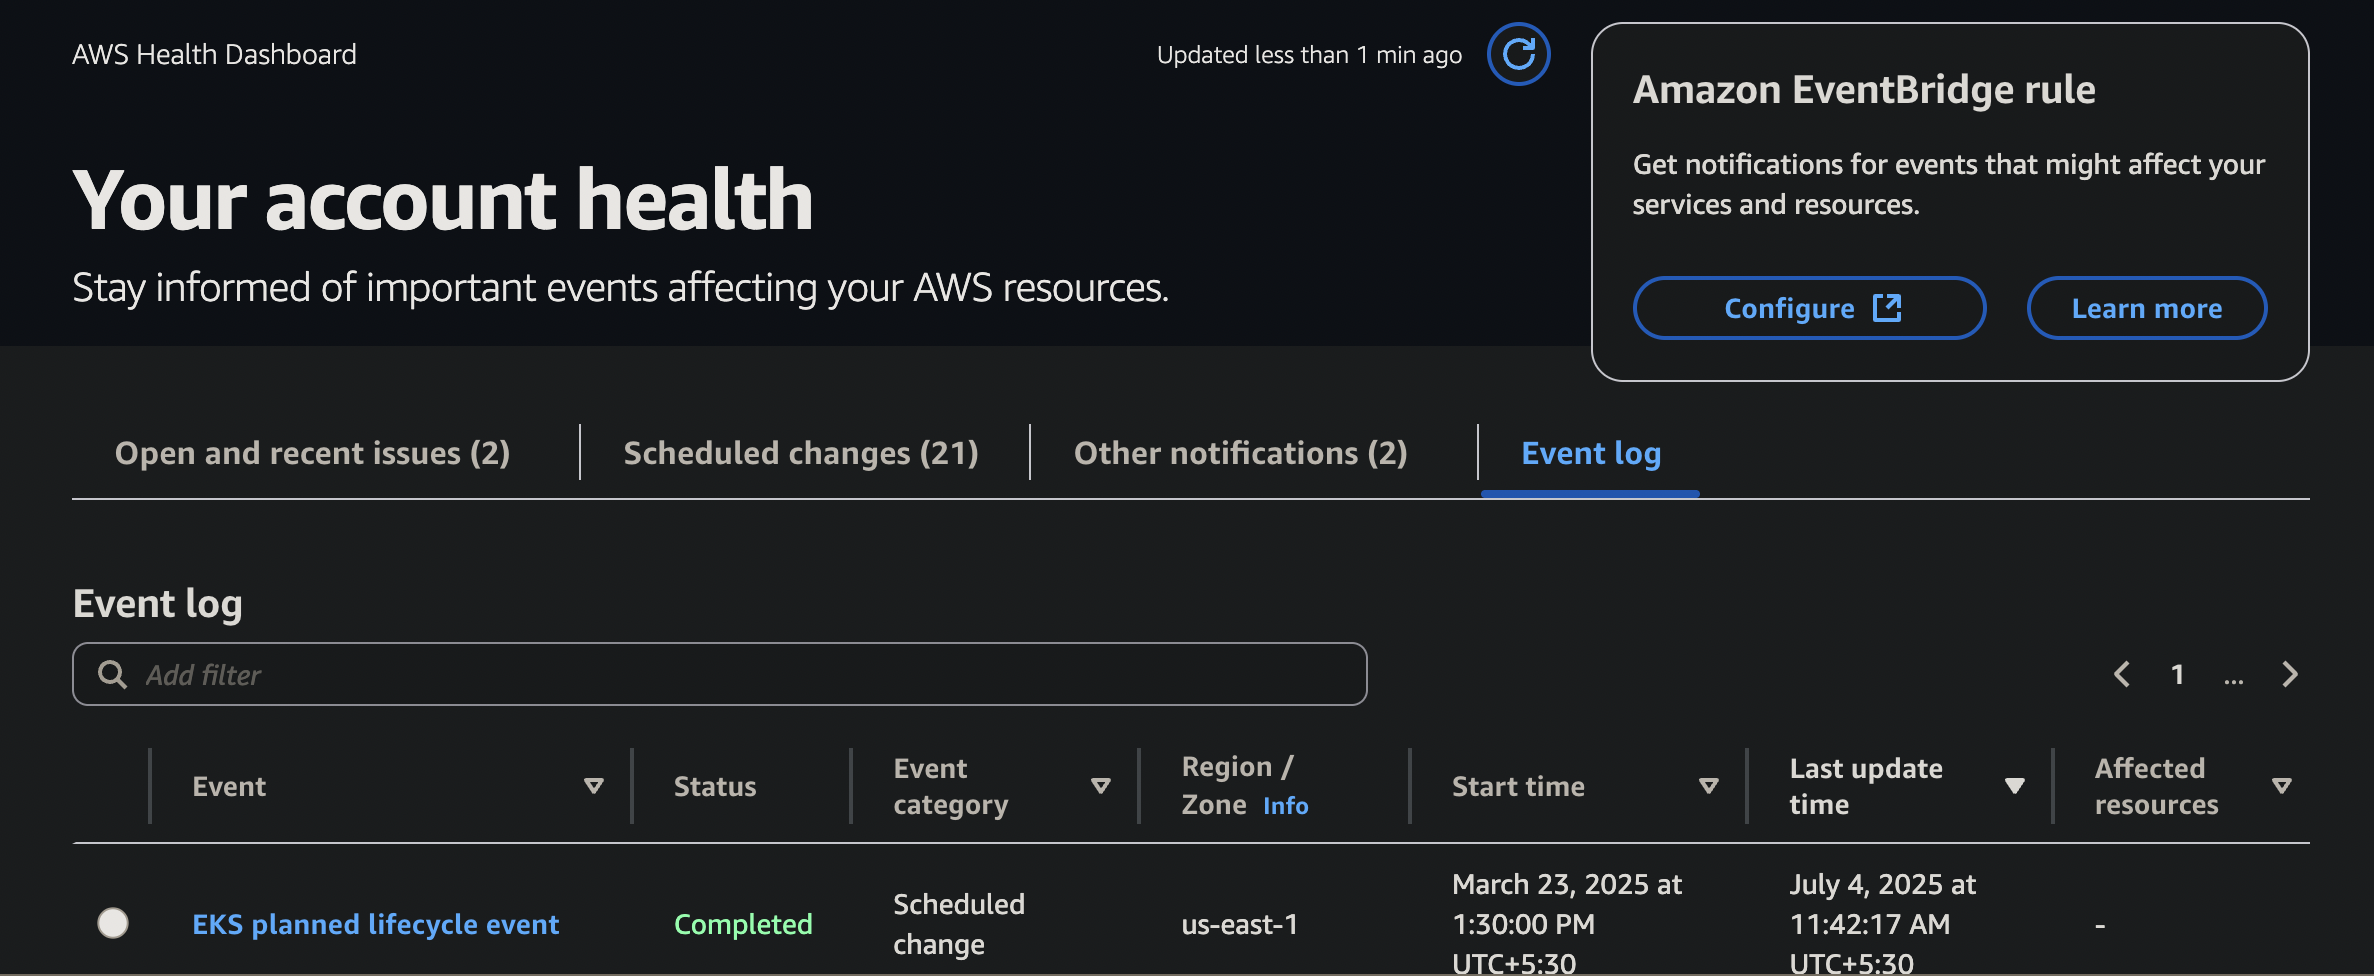 AWS Health Dashboard
Updated less than 1 min ago
Your account health
Stay informed of important events affecting your AWS resources.
Amazon EventBridge rule
Get notifications for events that might affect your
services and resources.
Configure
Learn more
Open and recent issues (2)
Scheduled changes (21)
Other notifications (2)
Event log
Event log
Add filter
1
...
Event
Status
Event
category
Region /
Zone Info
Start time
Last update
time
Affected
resources
EKS planned lifecycle event
Completed
Scheduled
change
us-east-1
March 23, 2025 at
1:30:00 PM
UTC+5:30
July 4, 2025 at
11:42:17 AM
UTC+5:30
-